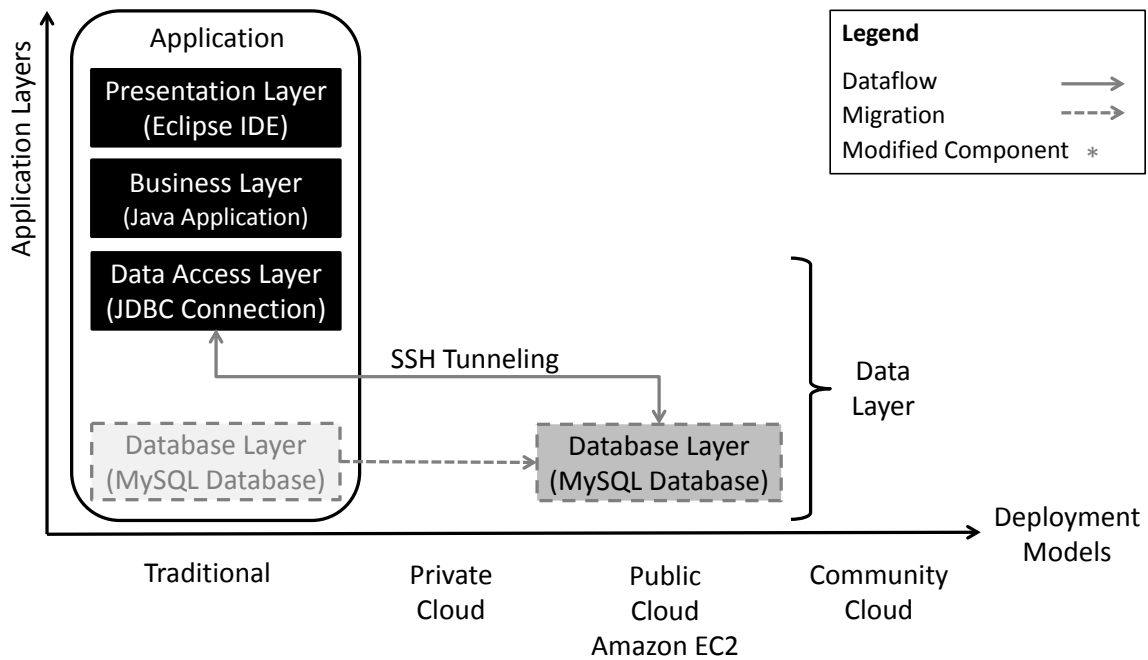 Application Layers
Application
Presentation Layer
(Eclipse IDE)
Business Layer
(Java Application)
Data Access Layer
(JDBC Connection)
SSH Tunneling
Database Layer
(MySQL Database)
Database Layer
(MySQL Database)
Data
Layer
Legend
Dataflow
Migration
Modified Component *
Deployment
Models
Traditional
Private
Cloud
Public
Cloud
Amazon EC2
Community
Cloud